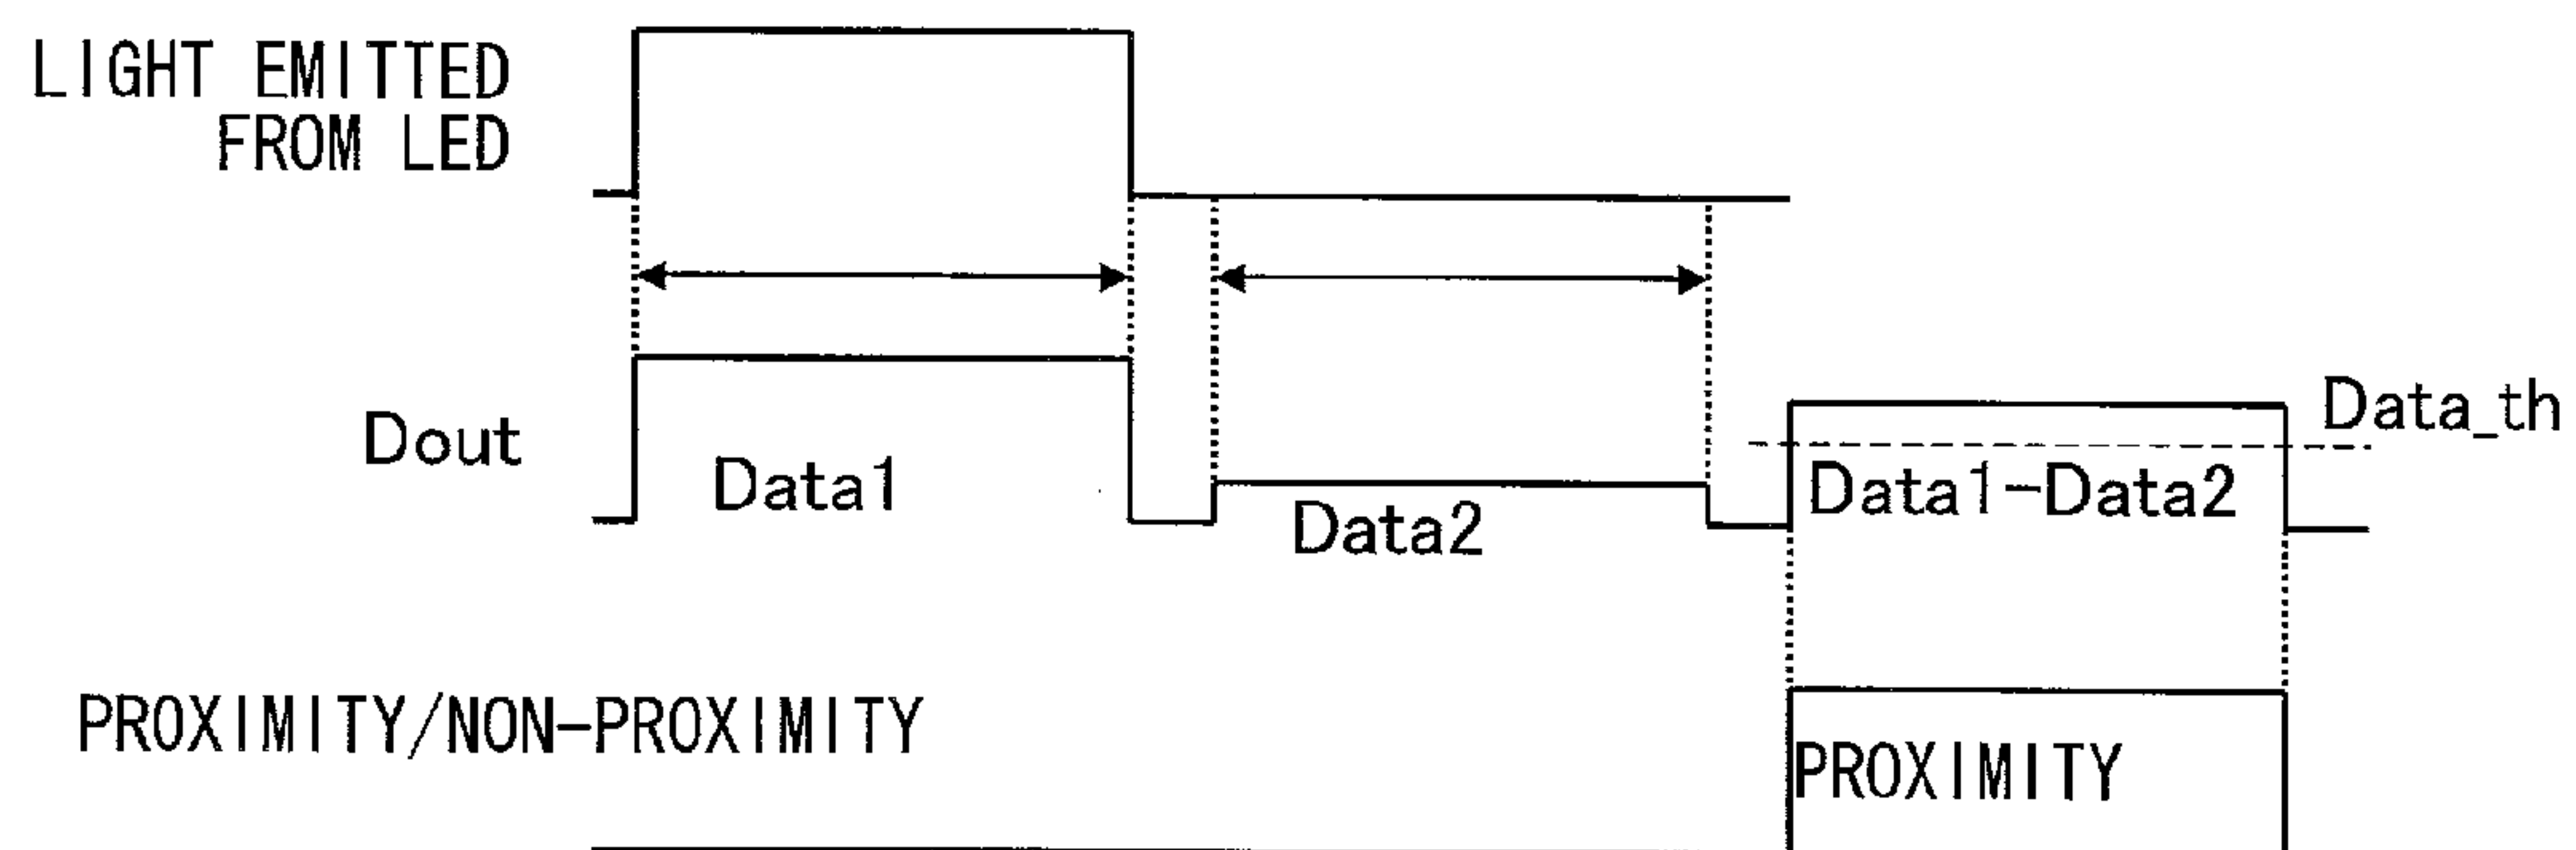 LIGHT EMITTED
FROM LED
Dout
Data1
Data2
Data1-Data2
Data_th
PROXIMITY/NON-PROXIMITY
PROXIMITY